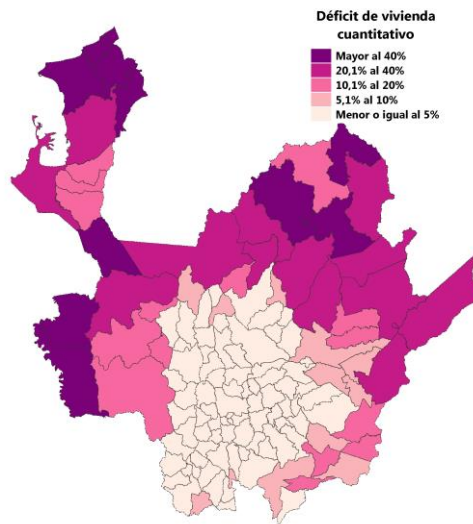 Déficit de vivienda
cuantitativo
Mayor al 40%
20,1% al 40%
10,1% al 20%
5,1% al 10%
Menor o igual al 5%